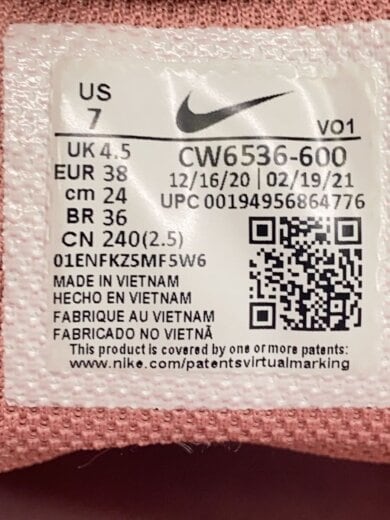 US
7
VO1
UK 4.5
EUR 38
cm 24
BR 36
CN 240(2.5)
CW6536-600
12/16/20 | 02/19/21
UPC 00194956864776
01ENFKZ5MF5W6
MADE IN VIETNAM
HECHO EN VIETNAM
FABRIQUE AU VIETNAM
FABRICADO NO VIETNÃ
This product is covered by one or more patents:
www.nike.com/patentsvirtualmarking